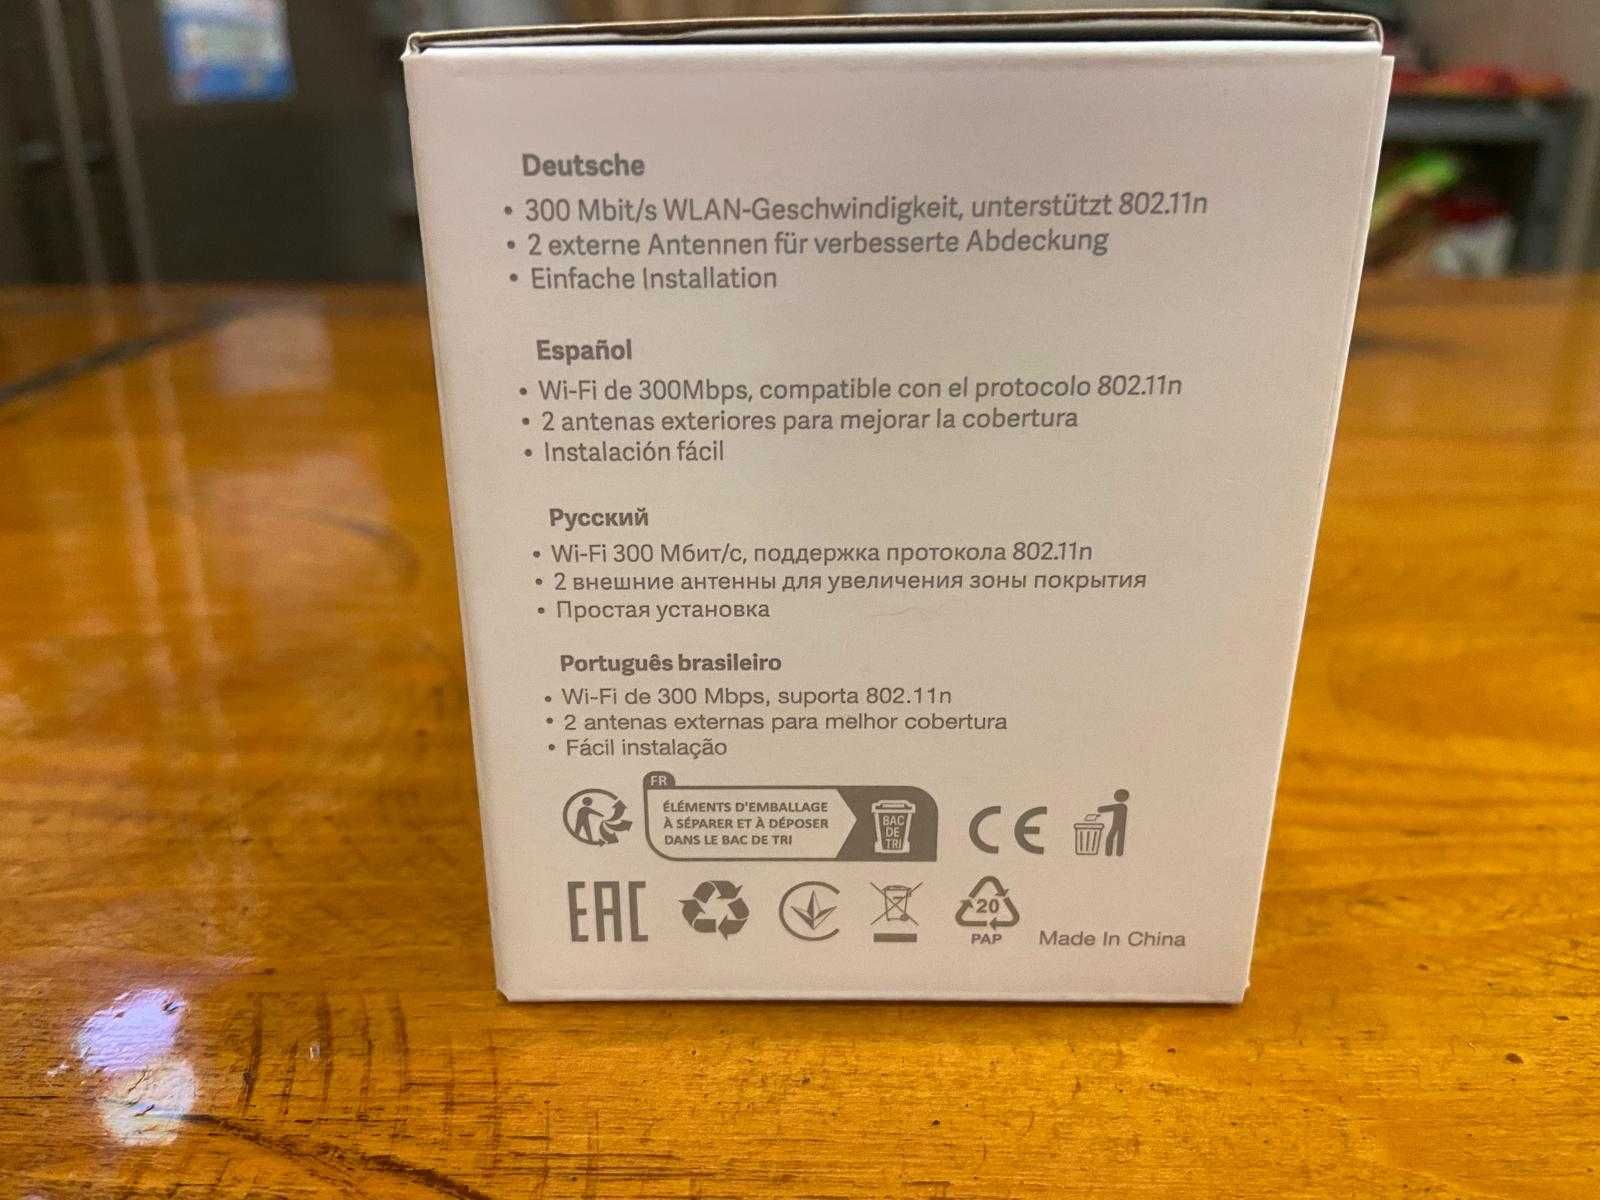 Deutsche
• 300 Mbit/s WLAN-Geschwindigkeit, unterstützt 802.11n
• 2 externe Antennen für verbesserte Abdeckung
• Einfache Installation
Español
• Wi-Fi de 300Mbps, compatible con el protocolo 802.11n
• 2 antenas exteriores para mejorar la cobertura
• Instalación fácil
Русский
• Wi-Fi 300 Мбит/с, поддержка протокола 802.11n
• 2 внешние антенны для увеличения зоны покрытия
• Простая установка
Português brasileiro
• Wi-Fi de 300 Mbps, suporta 802.11n
• 2 antenas externas para melhor cobertura
• Fácil instalação
FR
ÉLÉMENTS D'EMBALLAGE
À SÉPARER ET À DÉPOSER
DANS LE BAC DE TRI
BAC
DE
TRI
CE
EAC
20
PAP
Made In China